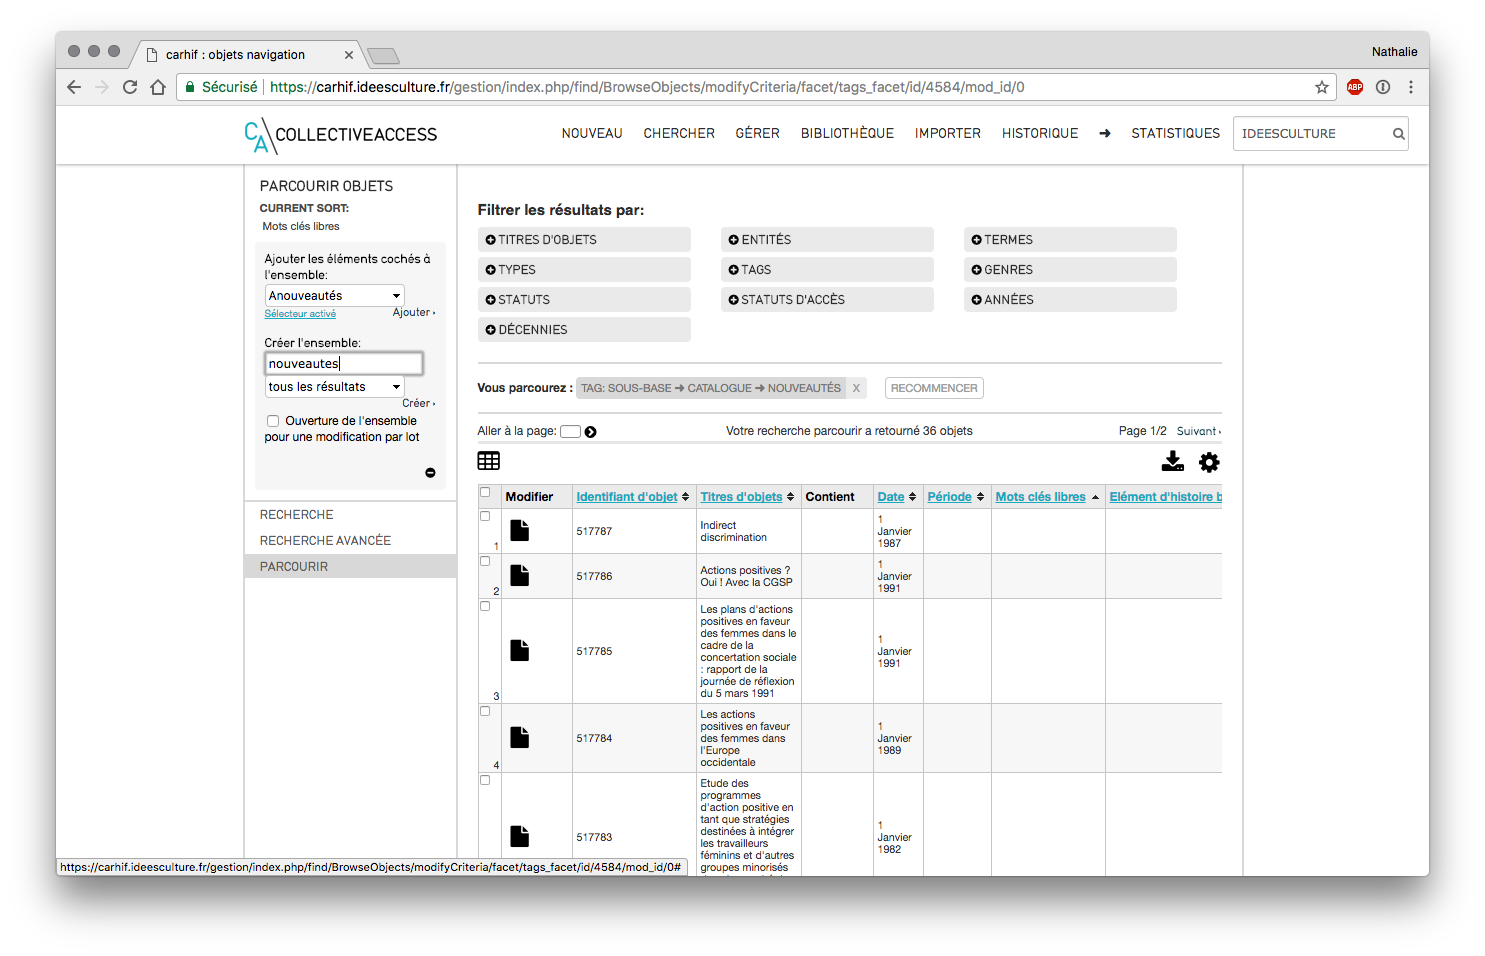 carhif : objets navigation
Nathalie
Sécurisé
https://carhif.ideesculture.fr/gestion/index.php/find/BrowseObjects/modifyCriteria/facet/tags_facet/id/4584/mod_id/0
ABP
CA COLLECTIVEACCESS
NOUVEAU CHERCHER GÉRER BIBLIOTHÈQUE IMPORTER HISTORIQUE ➔ STATISTIQUES
IDEESCULTURE
PARCOURIR OBJETS
CURRENT SORT:
Mots clés libres
Ajouter les éléments cochés à
l'ensemble:
Anouveautés
Sélecteur activé
Ajouter ›
Créer l'ensemble:
nouveautes
tous les résultats
Créer ›
Ouverture de l'ensemble
pour une modification par lot
RECHERCHE
RECHERCHE AVANCÉE
PARCOURIR
Filtrer les résultats par:
TITRES D'OBJETS
ENTITÉS
TERMES
TYPES
TAGS
GENRES
STATUTS
STATUTS D'ACCÈS
ANNÉES
DÉCENNIES
Vous parcourez : TAG: SOUS-BASE ➔ CATALOGUE ➔ NOUVEAUTÉS X RECOMMENCER
Aller à la page:
Votre recherche parcourir a retourné 36 objets
Page 1/2 Suivant ›
Modifier Identifiant d'objet Titres d'objets Contient Date Période Mots clés libres Elément d'histoire b
1
517787
Indirect
discrimination
1
Janvier
1987
2
517786
Actions positives ?
Oui ! Avec la CGSP
1
Janvier
1991
3
517785
Les plans d'actions
positives en faveur
des femmes dans le
cadre de la
concertation sociale
: rapport de la
journée de réflexion
du 5 mars 1991
1
Janvier
1991
4
517784
Les actions
positives en faveur
des femmes dans
l'Europe
occidentale
1
Janvier
1989
517783
Etude des
programmes
d'action positive en
tant que stratégies
destinées à intégrer
les travailleurs
féminins et d'autres
groupes minorisés
1
Janvier
1982
https://carhif.ideesculture.fr/gestion/index.php/find/BrowseObjects/modifyCriteria/facet/tags_facet/id/4584/mod_id/0#